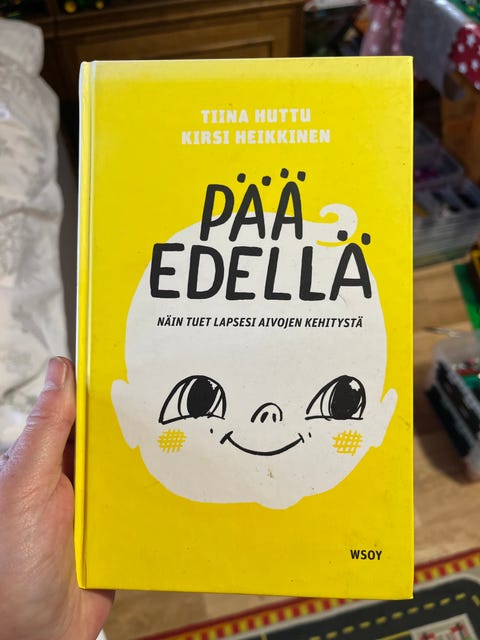 TIINA HUTTU
KIRSI HEIKKINEN
PÄÄ
EDELLÄ
NÄIN TUET LAPSESI AIVOJEN KEHITYSTÄ
WSOY